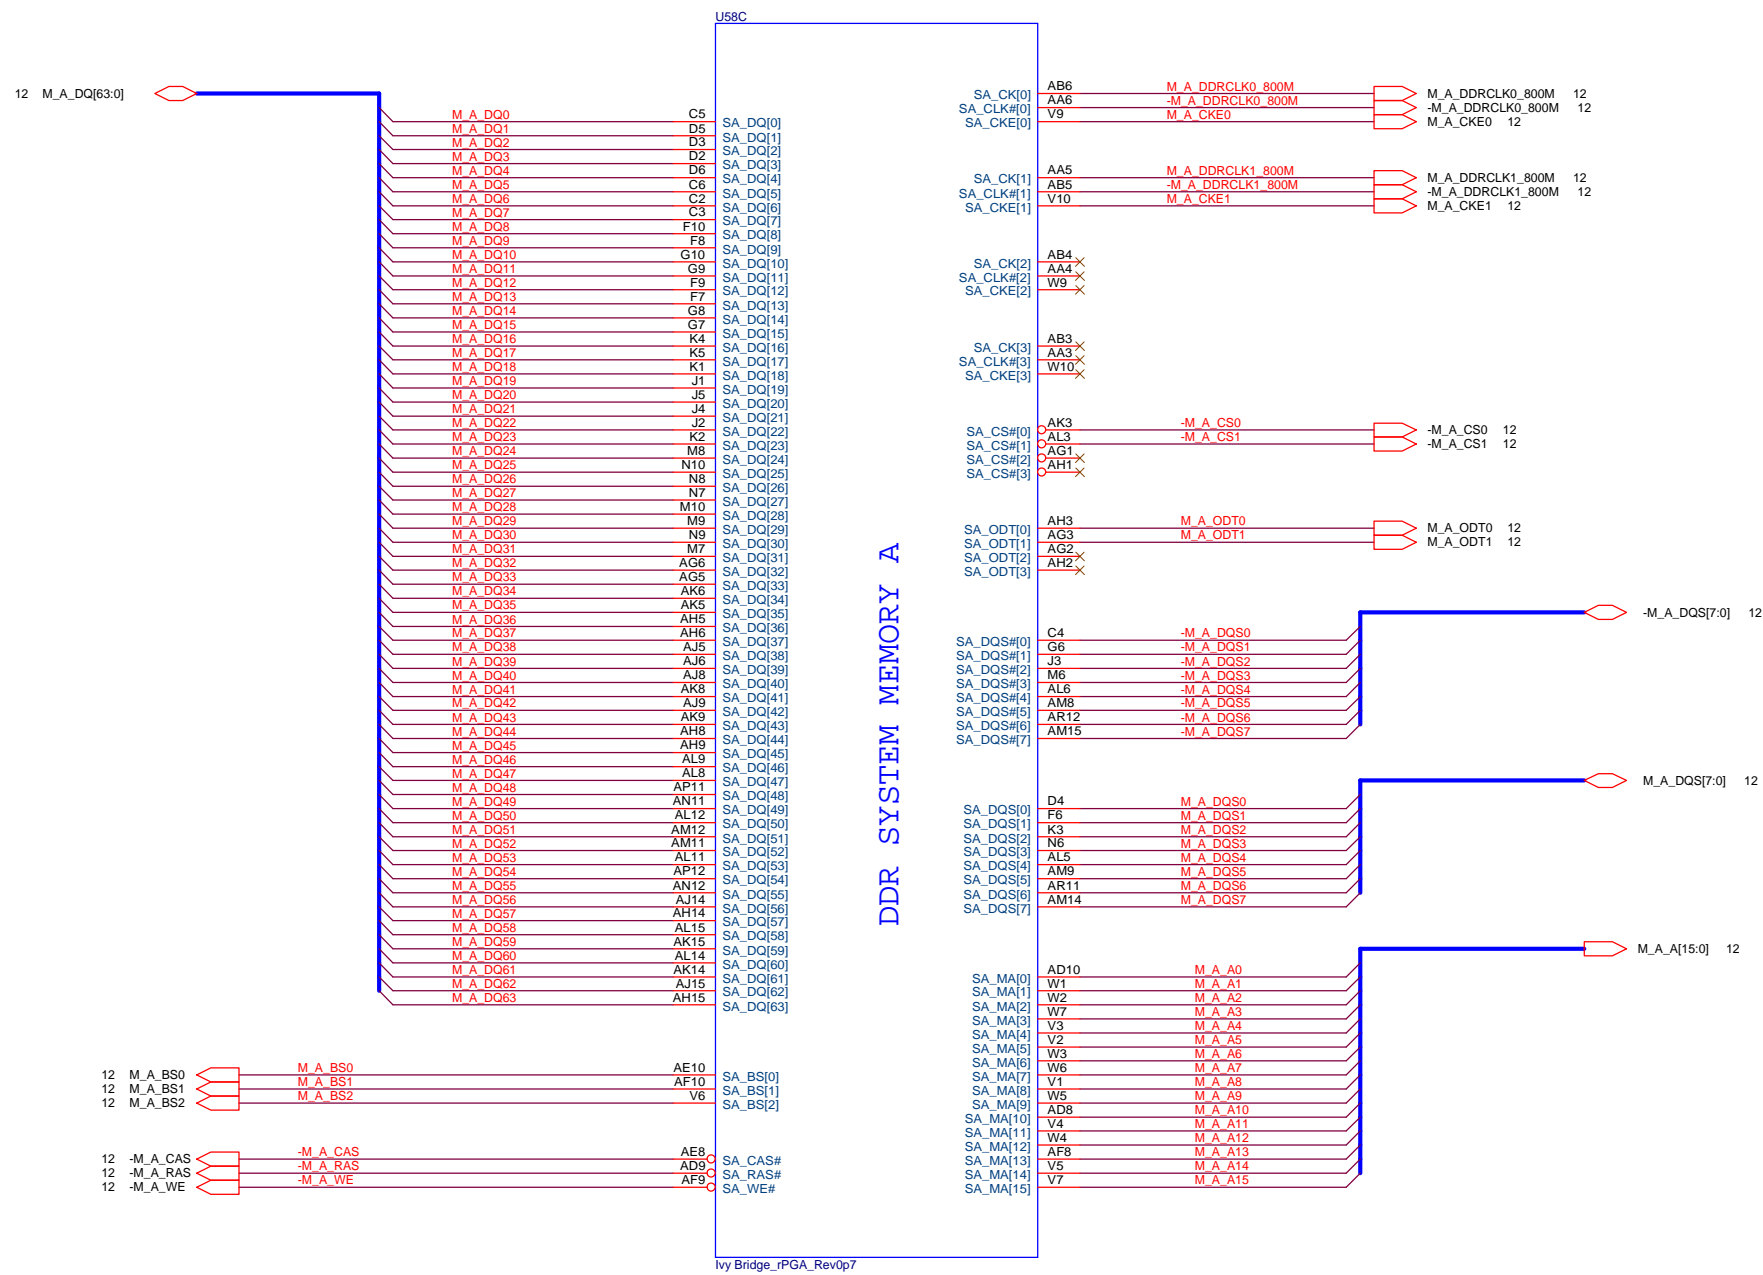 U58C
12 M_A_DQ[63:0]
M_A_DQ0 C5 SA_DQ[0]
M_A_DQ1 D5 SA_DQ[1]
M_A_DQ2 D3 SA_DQ[2]
M_A_DQ3 D2 SA_DQ[3]
M_A_DQ4 D6 SA_DQ[4]
M_A_DQ5 C6 SA_DQ[5]
M_A_DQ6 C2 SA_DQ[6]
M_A_DQ7 C3 SA_DQ[7]
M_A_DQ8 F10 SA_DQ[8]
M_A_DQ9 F8 SA_DQ[9]
M_A_DQ10 G10 SA_DQ[10]
M_A_DQ11 G9 SA_DQ[11]
M_A_DQ12 F9 SA_DQ[12]
M_A_DQ13 F7 SA_DQ[13]
M_A_DQ14 G8 SA_DQ[14]
M_A_DQ15 G7 SA_DQ[15]
M_A_DQ16 K4 SA_DQ[16]
M_A_DQ17 K5 SA_DQ[17]
M_A_DQ18 K1 SA_DQ[18]
M_A_DQ19 J1 SA_DQ[19]
M_A_DQ20 J5 SA_DQ[20]
M_A_DQ21 J4 SA_DQ[21]
M_A_DQ22 J2 SA_DQ[22]
M_A_DQ23 K2 SA_DQ[23]
M_A_DQ24 M8 SA_DQ[24]
M_A_DQ25 N10 SA_DQ[25]
M_A_DQ26 N8 SA_DQ[26]
M_A_DQ27 N7 SA_DQ[27]
M_A_DQ28 M10 SA_DQ[28]
M_A_DQ29 M9 SA_DQ[29]
M_A_DQ30 N9 SA_DQ[30]
M_A_DQ31 M7 SA_DQ[31]
M_A_DQ32 AG6 SA_DQ[32]
M_A_DQ33 AG5 SA_DQ[33]
M_A_DQ34 AK6 SA_DQ[34]
M_A_DQ35 AK5 SA_DQ[35]
M_A_DQ36 AH5 SA_DQ[36]
M_A_DQ37 AH6 SA_DQ[37]
M_A_DQ38 AJ5 SA_DQ[38]
M_A_DQ39 AJ6 SA_DQ[39]
M_A_DQ40 AJ8 SA_DQ[40]
M_A_DQ41 AK8 SA_DQ[41]
M_A_DQ42 AJ9 SA_DQ[42]
M_A_DQ43 AK9 SA_DQ[43]
M_A_DQ44 AH8 SA_DQ[44]
M_A_DQ45 AH9 SA_DQ[45]
M_A_DQ46 AL9 SA_DQ[46]
M_A_DQ47 AL8 SA_DQ[47]
M_A_DQ48 AP11 SA_DQ[48]
M_A_DQ49 AN11 SA_DQ[49]
M_A_DQ50 AL12 SA_DQ[50]
M_A_DQ51 AM12 SA_DQ[51]
M_A_DQ52 AM11 SA_DQ[52]
M_A_DQ53 AL11 SA_DQ[53]
M_A_DQ54 AP12 SA_DQ[54]
M_A_DQ55 AN12 SA_DQ[55]
M_A_DQ56 AJ14 SA_DQ[56]
M_A_DQ57 AH14 SA_DQ[57]
M_A_DQ58 AL15 SA_DQ[58]
M_A_DQ59 AK15 SA_DQ[59]
M_A_DQ60 AL14 SA_DQ[60]
M_A_DQ61 AK14 SA_DQ[61]
M_A_DQ62 AJ15 SA_DQ[62]
M_A_DQ63 AH15 SA_DQ[63]
12 M_A_BS0 M_A_BS0 AE10 SA_BS[0]
12 M_A_BS1 M_A_BS1 AF10 SA_BS[1]
12 M_A_BS2 M_A_BS2 V6 SA_BS[2]
12 -M_A_CAS -M_A_CAS AE8 SA_CAS#
12 -M_A_RAS -M_A_RAS AD9 SA_RAS#
12 -M_A_WE -M_A_WE AF9 SA_WE#
DDR SYSTEM MEMORY A
SA_CK[0] AB6 M_A_DDRCLK0_800M M_A_DDRCLK0_800M 12
SA_CLK#[0] AA6 -M_A_DDRCLK0_800M -M_A_DDRCLK0_800M 12
SA_CKE[0] V9 M_A_CKE0 M_A_CKE0 12
SA_CK[1] AA5 M_A_DDRCLK1_800M M_A_DDRCLK1_800M 12
SA_CLK#[1] AB5 -M_A_DDRCLK1_800M -M_A_DDRCLK1_800M 12
SA_CKE[1] V10 M_A_CKE1 M_A_CKE1 12
SA_CK[2] AB4
SA_CLK#[2] AA4
SA_CKE[2] W9
SA_CK[3] AB3
SA_CLK#[3] AA3
SA_CKE[3] W10
SA_CS#[0] AK3 -M_A_CS0 -M_A_CS0 12
SA_CS#[1] AL3 -M_A_CS1 -M_A_CS1 12
SA_CS#[2] AG1
SA_CS#[3] AH1
SA_ODT[0] AH3 M_A_ODT0 M_A_ODT0 12
SA_ODT[1] AG3 M_A_ODT1 M_A_ODT1 12
SA_ODT[2] AG2
SA_ODT[3] AH2
-M_A_DQS[7:0] 12
SA_DQS#[0] C4 -M_A_DQS0
SA_DQS#[1] G6 -M_A_DQS1
SA_DQS#[2] J3 -M_A_DQS2
SA_DQS#[3] M6 -M_A_DQS3
SA_DQS#[4] AL6 -M_A_DQS4
SA_DQS#[5] AM8 -M_A_DQS5
SA_DQS#[6] AR12 -M_A_DQS6
SA_DQS#[7] AM15 -M_A_DQS7
M_A_DQS[7:0] 12
SA_DQS[0] D4 M_A_DQS0
SA_DQS[1] F6 M_A_DQS1
SA_DQS[2] K3 M_A_DQS2
SA_DQS[3] N6 M_A_DQS3
SA_DQS[4] AL5 M_A_DQS4
SA_DQS[5] AM9 M_A_DQS5
SA_DQS[6] AR11 M_A_DQS6
SA_DQS[7] AM14 M_A_DQS7
M_A_A[15:0] 12
SA_MA[0] AD10 M_A_A0
SA_MA[1] W1 M_A_A1
SA_MA[2] W2 M_A_A2
SA_MA[3] W7 M_A_A3
SA_MA[4] V3 M_A_A4
SA_MA[5] V2 M_A_A5
SA_MA[6] W3 M_A_A6
SA_MA[7] W6 M_A_A7
SA_MA[8] V1 M_A_A8
SA_MA[9] W5 M_A_A9
SA_MA[10] AD8 M_A_A10
SA_MA[11] V4 M_A_A11
SA_MA[12] W4 M_A_A12
SA_MA[13] AF8 M_A_A13
SA_MA[14] V5 M_A_A14
SA_MA[15] V7 M_A_A15
Ivy Bridge_rPGA_Rev0p7